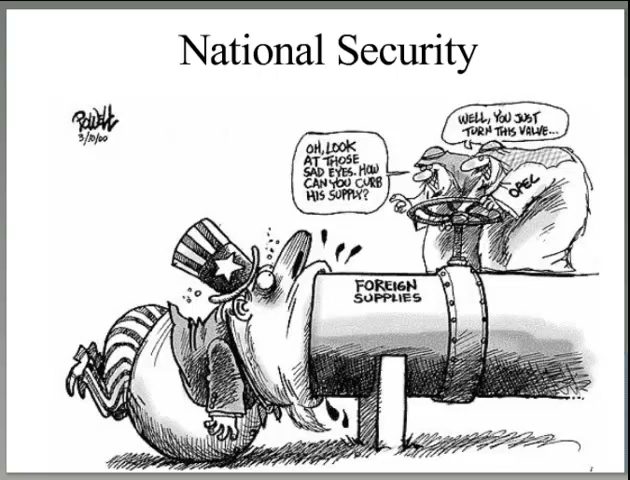 National Security
POWELL
3/10/00
OH, LOOK
AT THOSE
SAD EYES. HOW
CAN YOU CURB
HIS SUPPLY?
WELL, YOU JUST
TURN THIS VALVE...
OPEC
FOREIGN
SUPPLIES